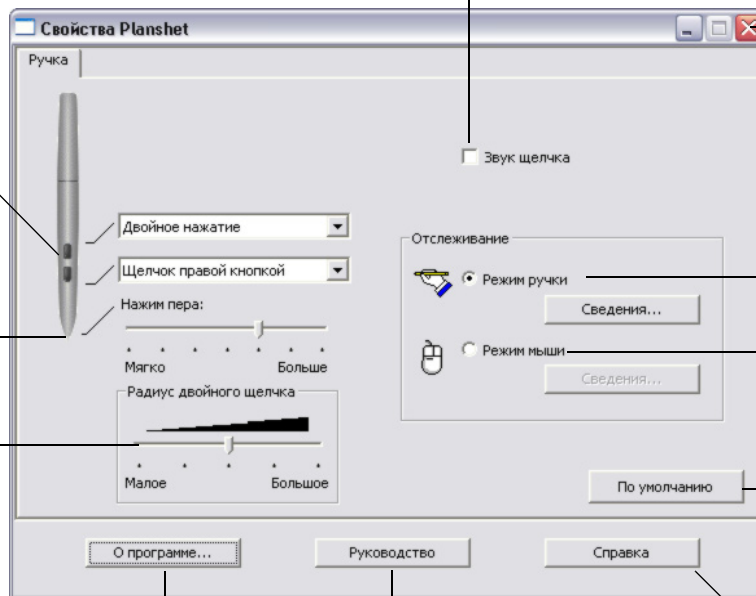 Свойства Planshet
Ручка
Звук щелчка
Двойное нажатие
Щелчок правой кнопкой
Нажим пера:
Мягко Больше
Радиус двойного щелчка
Малое Большое
Отслеживание
Режим ручки
Сведения...
Режим мыши
Сведения...
По умолчанию
О программе...
Руководство
Справка